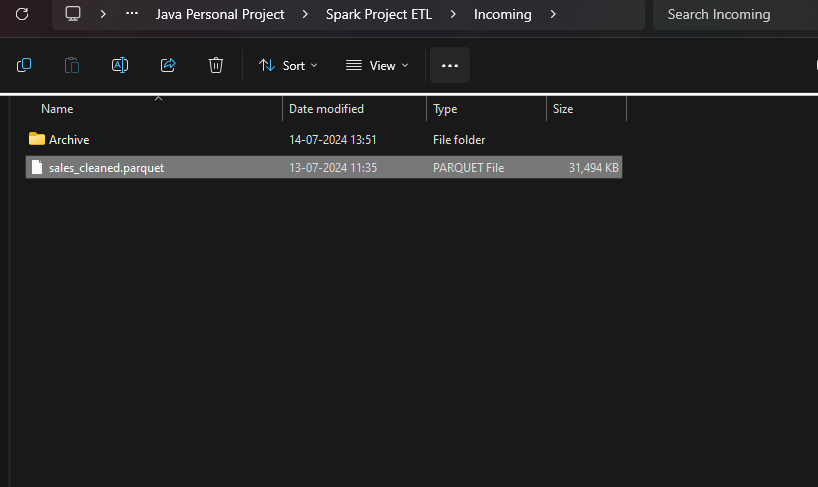 Java Personal Project Spark Project ETL Incoming Search Incoming
Sort View
Name Date modified Type Size
Archive 14-07-2024 13:51 File folder
sales_cleaned.parquet 13-07-2024 11:35 PARQUET File 31,494 KB